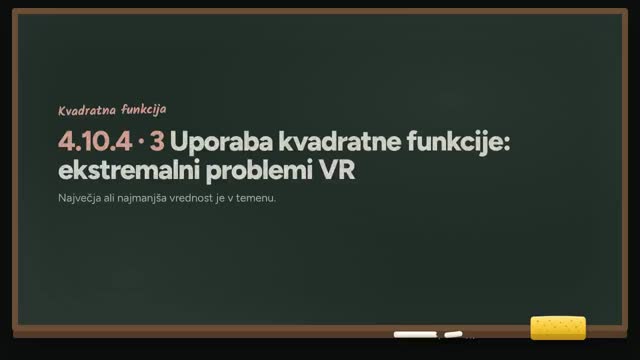 Kvadratna funkcija
4.10.4 · 3 Uporaba kvadratne funkcije:
ekstremalni problemi VR
Največja ali najmanjša vrednost je v temenu.